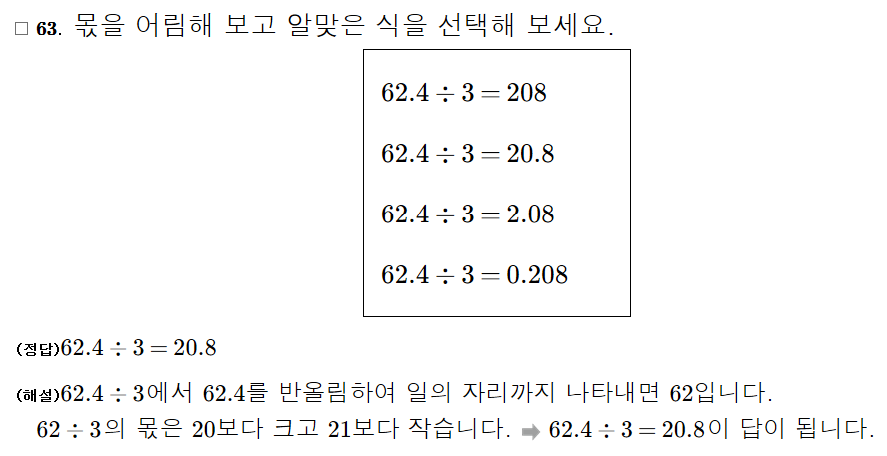 □ 63. 몫을 어림해 보고 알맞은 식을 선택해 보세요.
62.4 ÷ 3 = 208
62.4 ÷ 3 = 20.8
62.4 ÷ 3 = 2.08
62.4 ÷ 3 = 0.208
(정답)62.4 ÷ 3 = 20.8
(해설)62.4 ÷ 3에서 62.4를 반올림하여 일의 자리까지 나타내면 62입니다.
62 ÷ 3의 몫은 20보다 크고 21보다 작습니다. ➡ 62.4 ÷ 3 = 20.8이 답이 됩니다.